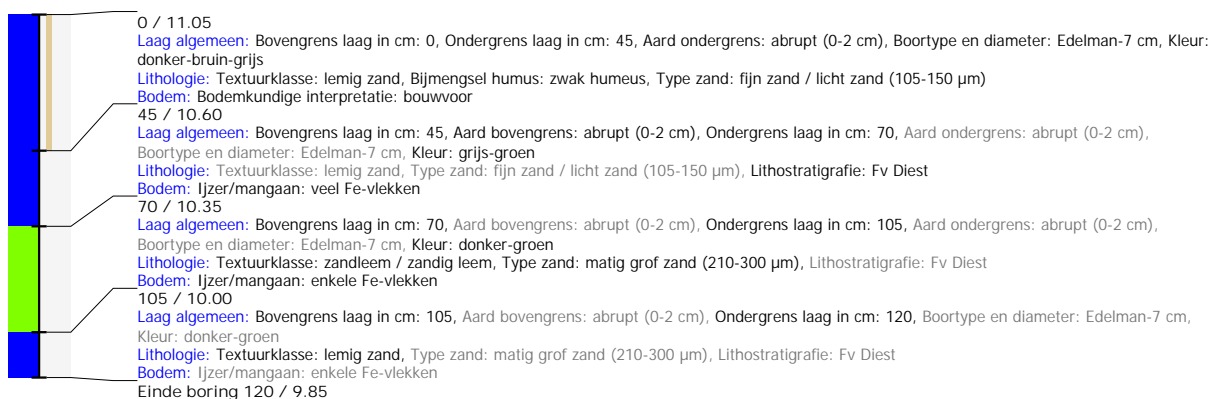 0 / 11.05
Laag algemeen: Bovengrens laag in cm: 0, Ondergrens laag in cm: 45, Aard ondergrens: abrupt (0-2 cm), Boortype en diameter: Edelman-7 cm, Kleur:
donker-bruin-grijs
Lithologie: Textuurklasse: lemig zand, Bijmengsel humus: zwak humeus, Type zand: fijn zand / licht zand (105-150 µm)
Bodem: Bodemkundige interpretatie: bouwvoor
45 / 10.60
Laag algemeen: Bovengrens laag in cm: 45, Aard bovengrens: abrupt (0-2 cm), Ondergrens laag in cm: 70, Aard ondergrens: abrupt (0-2 cm),
Boortype en diameter: Edelman-7 cm, Kleur: grijs-groen
Lithologie: Textuurklasse: lemig zand, Type zand: fijn zand / licht zand (105-150 µm), Lithostratigrafie: Fv Diest
Bodem: Ijzer/mangaan: veel Fe-vlekken
70 / 10.35
Laag algemeen: Bovengrens laag in cm: 70, Aard bovengrens: abrupt (0-2 cm), Ondergrens laag in cm: 105, Aard ondergrens: abrupt (0-2 cm),
Boortype en diameter: Edelman-7 cm, Kleur: donker-groen
Lithologie: Textuurklasse: zandleem / zandig leem, Type zand: matig grof zand (210-300 µm), Lithostratigrafie: Fv Diest
Bodem: Ijzer/mangaan: enkele Fe-vlekken
105 / 10.00
Laag algemeen: Bovengrens laag in cm: 105, Aard bovengrens: abrupt (0-2 cm), Ondergrens laag in cm: 120, Boortype en diameter: Edelman-7 cm,
Kleur: donker-groen
Lithologie: Textuurklasse: lemig zand, Type zand: matig grof zand (210-300 µm), Lithostratigrafie: Fv Diest
Bodem: Ijzer/mangaan: enkele Fe-vlekken
Einde boring 120 / 9.85